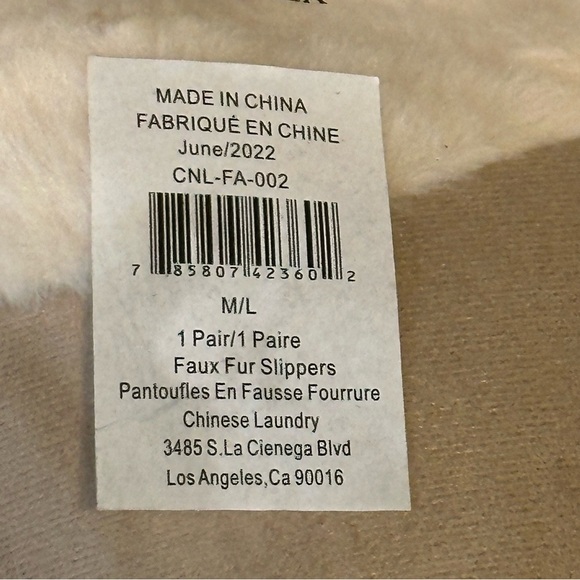 MADE IN CHINA
FABRIQUÉ EN CHINE
June/2022
CNL-FA-002
7 85807 42360 2
M/L
1 Pair/1 Paire
Faux Fur Slippers
Pantoufles En Fausse Fourrure
Chinese Laundry
3485 S.La Cienega Blvd
Los Angeles,Ca 90016